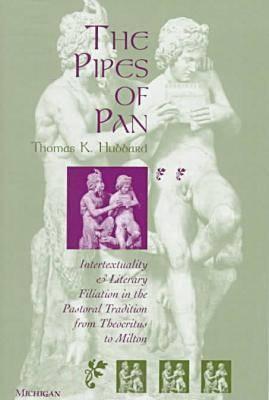 THE
PIPES
OF
PAN
Thomas K. Hubbard
Intertextuality
& Literary
Filiation in the
Pastoral Tradition
from Theocritus
to Milton
MICHIGAN